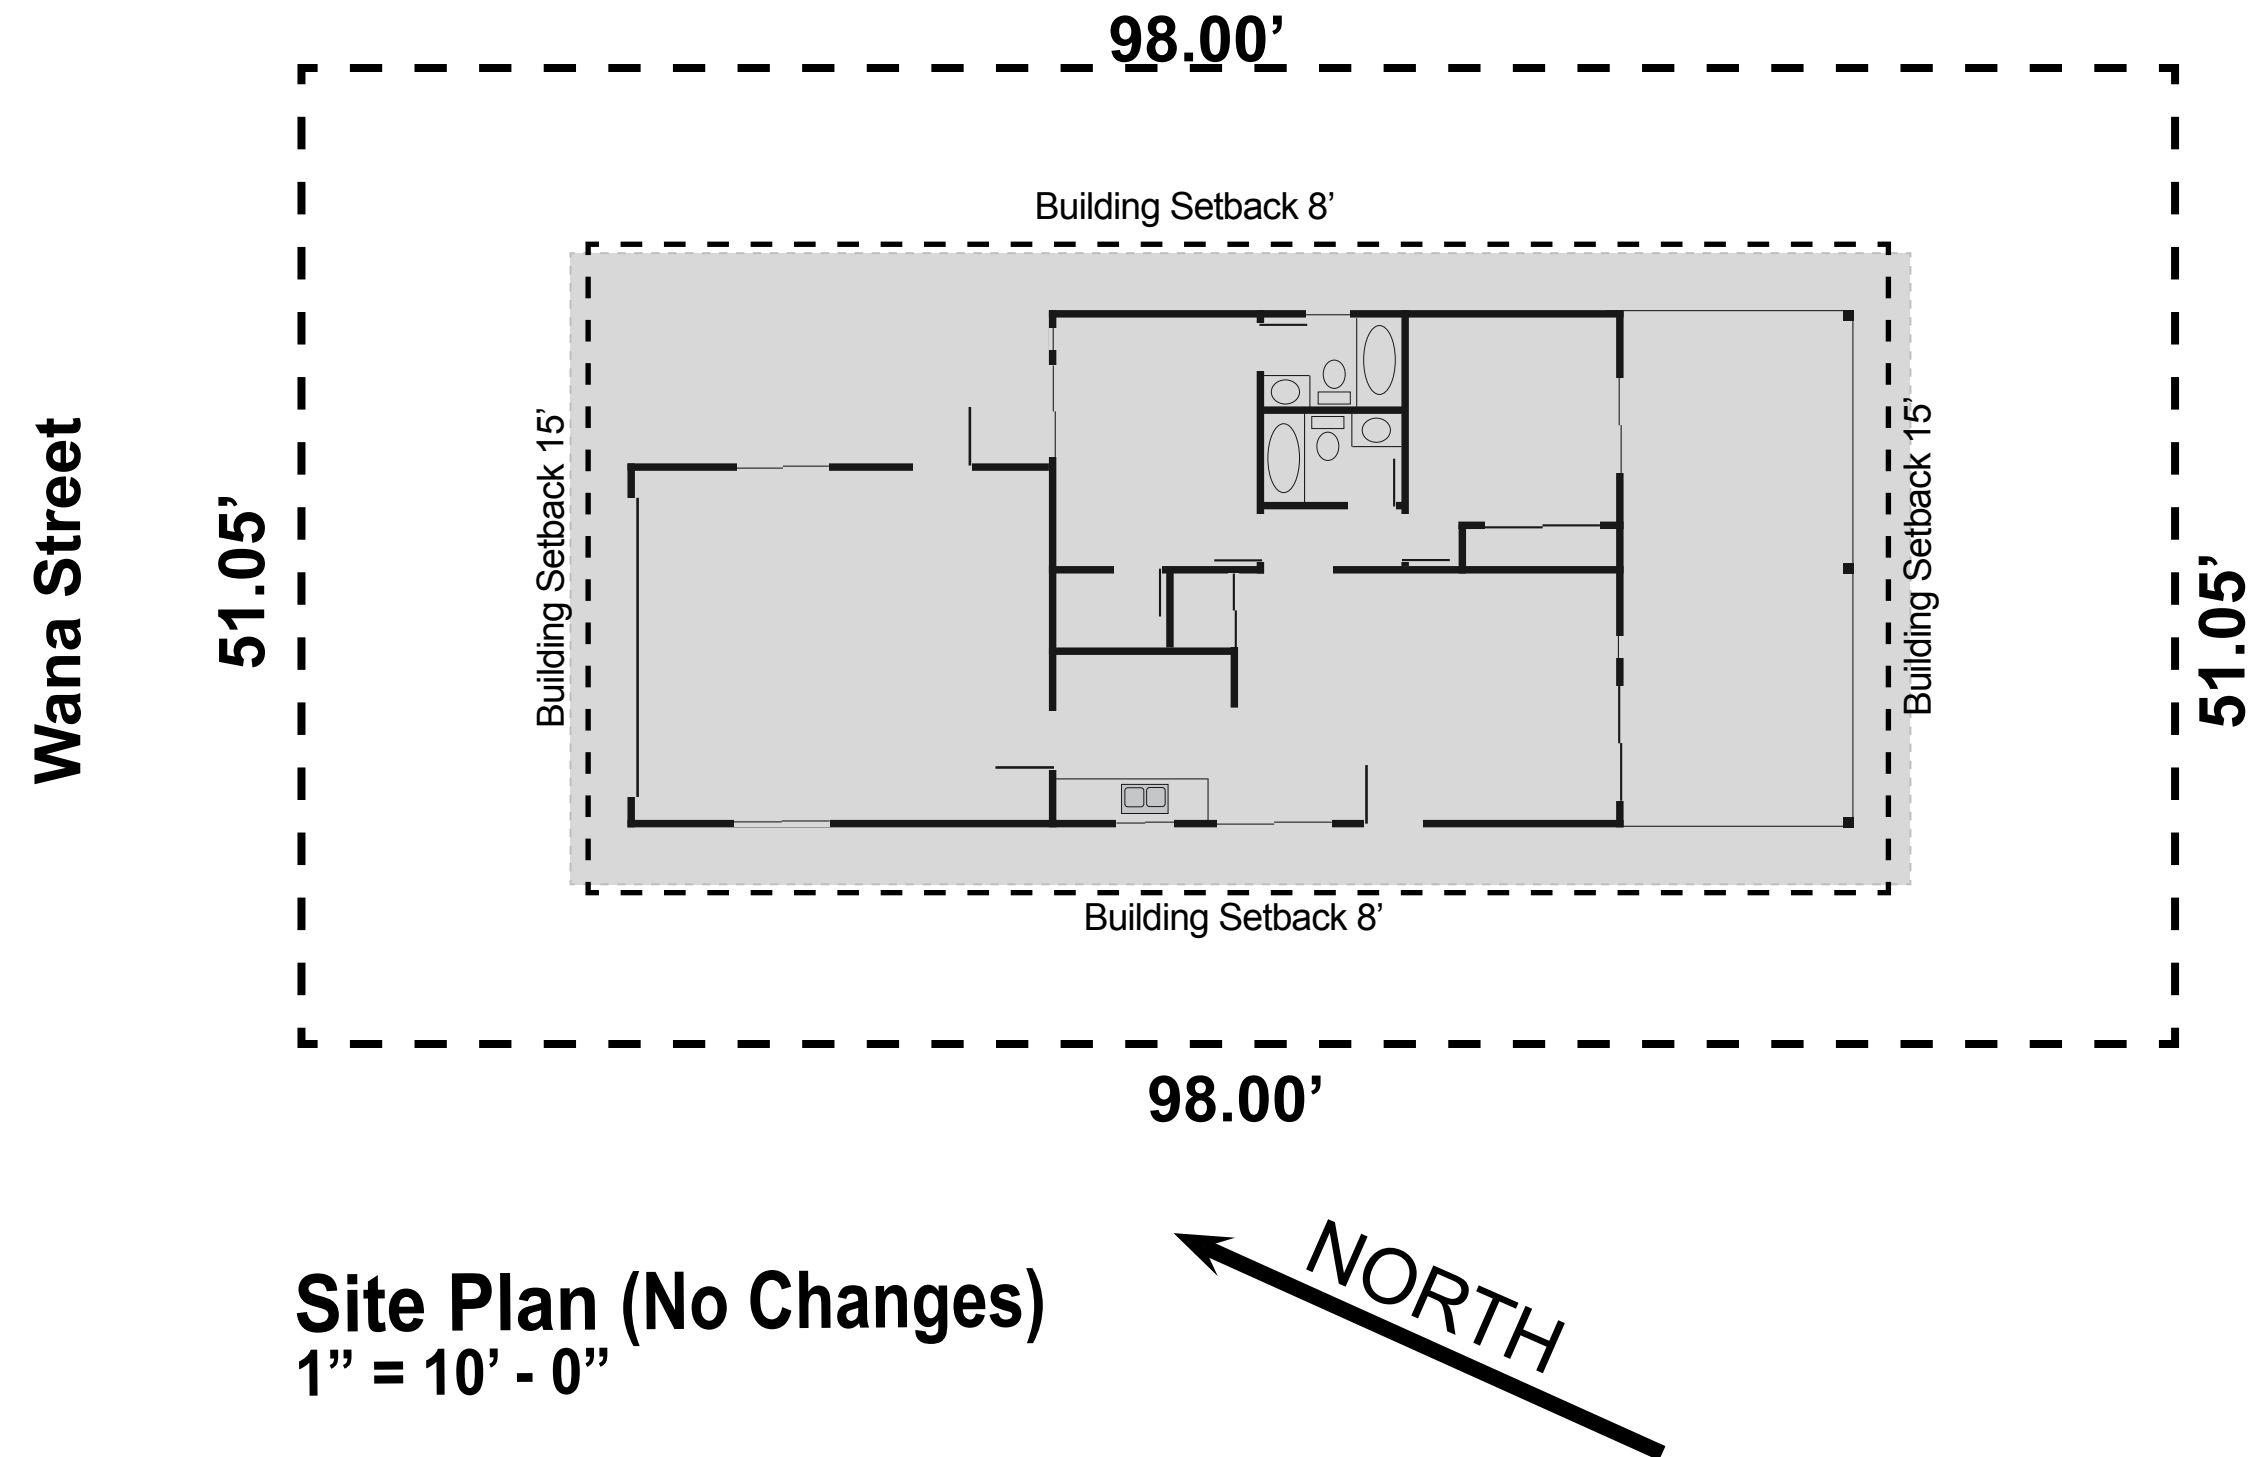 98.00’
Building Setback 8’
Wana Street
51.05’
Building Setback 15’
Building Setback 15’
51.05’
Building Setback 8’
98.00’
NORTH
Site Plan (No Changes)
1” = 10’ - 0”